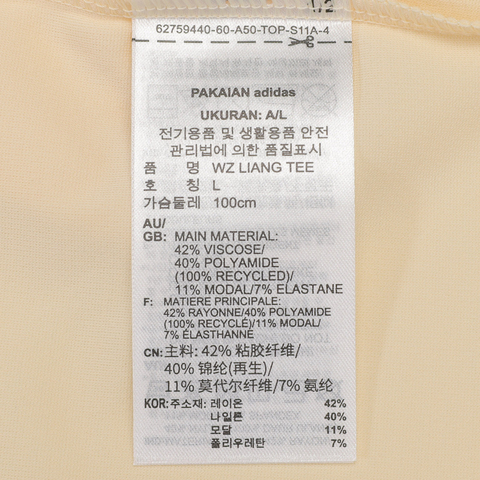 1/2
62759440-60-A50-TOP-S11A-4
PAKAIAN adidas
UKURAN: A/L
전기용품 및 생활용품 안전
관리법에 의한 품질표시
품 명 WZ LIANG TEE
호 칭 L
가슴둘레 100cm
AU/
GB: MAIN MATERIAL:
42% VISCOSE/
40% POLYAMIDE
(100% RECYCLED)/
11% MODAL/7% ELASTANE
F: MATIERE PRINCIPALE:
42% RAYONNE/40% POLYAMIDE
(100% RECYCLÉ)/11% MODAL/
7% ÉLASTHANNE
CN: 主料: 42% 粘胶纤维/
40% 锦纶(再生)/
11% 莫代尔纤维/7% 氨纶
KOR:주소재: 레이온 42%
나일론 40%
모달 11%
폴리우레탄 7%